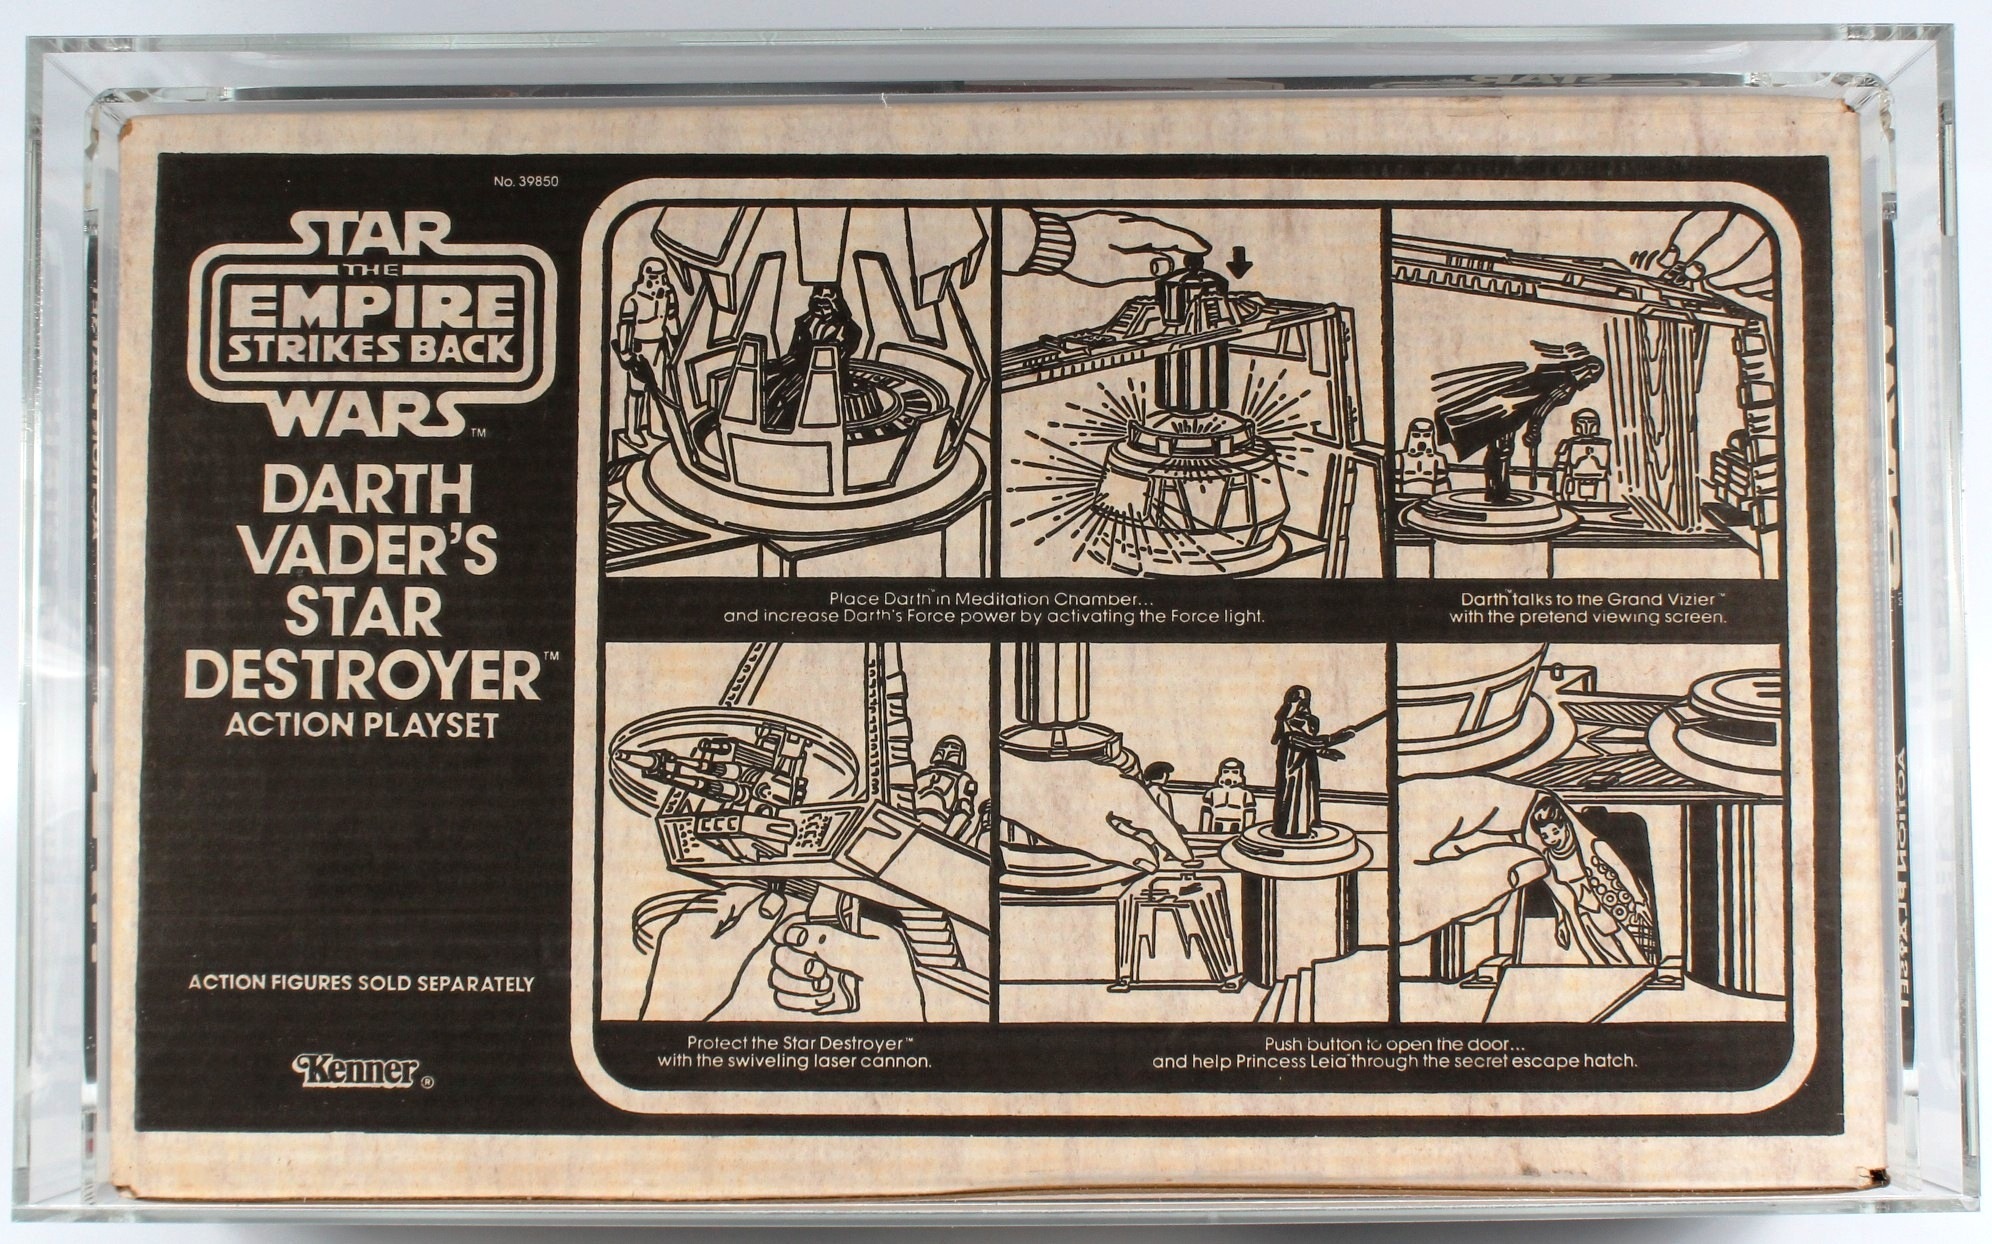 No. 39850
STAR
THE
EMPIRE
STRIKES BACK
WARS™
DARTH
VADER'S
STAR
DESTROYER™
ACTION PLAYSET
ACTION FIGURES SOLD SEPARATELY
Kenner®
Place Darth™ in Meditation Chamber...
and increase Darth's Force power by activating the Force light.
Darth™ talks to the Grand Vizier™
with the pretend viewing screen.
Protect the Star Destroyer™
with the swiveling laser cannon.
Push button to open the door...
and help Princess Leia™ through the secret escape hatch.